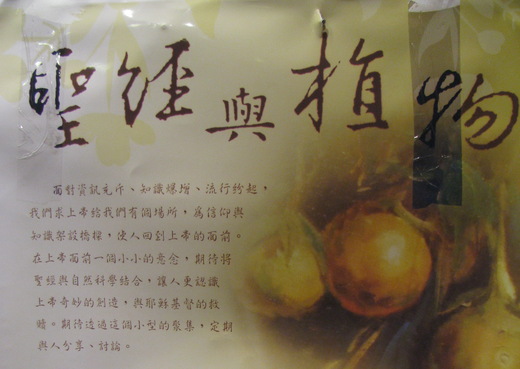 聖經與植物
面對資訊充斥、知識爆增、流行紛起，
我們求上帝給我們有個場所，為信仰與
知識架設橋樑，使人回到上帝的面前。
在上帝面前一個小小的意念，期待將
聖經與自然科學結合，讓人更認識
上帝奇妙的創造，與耶穌基督的救
贖。期待透過這個小型的聚集，定期
與人分享、討論。